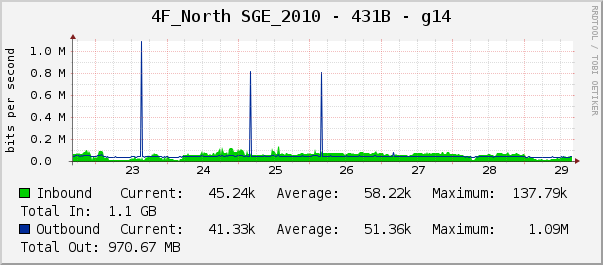 4F_North SGE_2010 - 431B - g14
RRDTOOL / TOBI OETIKER
bits per second
1.0 M
0.8 M
0.6 M
0.4 M
0.2 M
0.0
23 24 25 26 27 28 29
Inbound Current: 45.24k Average: 58.22k Maximum: 137.79k
Total In: 1.1 GB
Outbound Current: 41.33k Average: 51.36k Maximum: 1.09M
Total Out: 970.67 MB